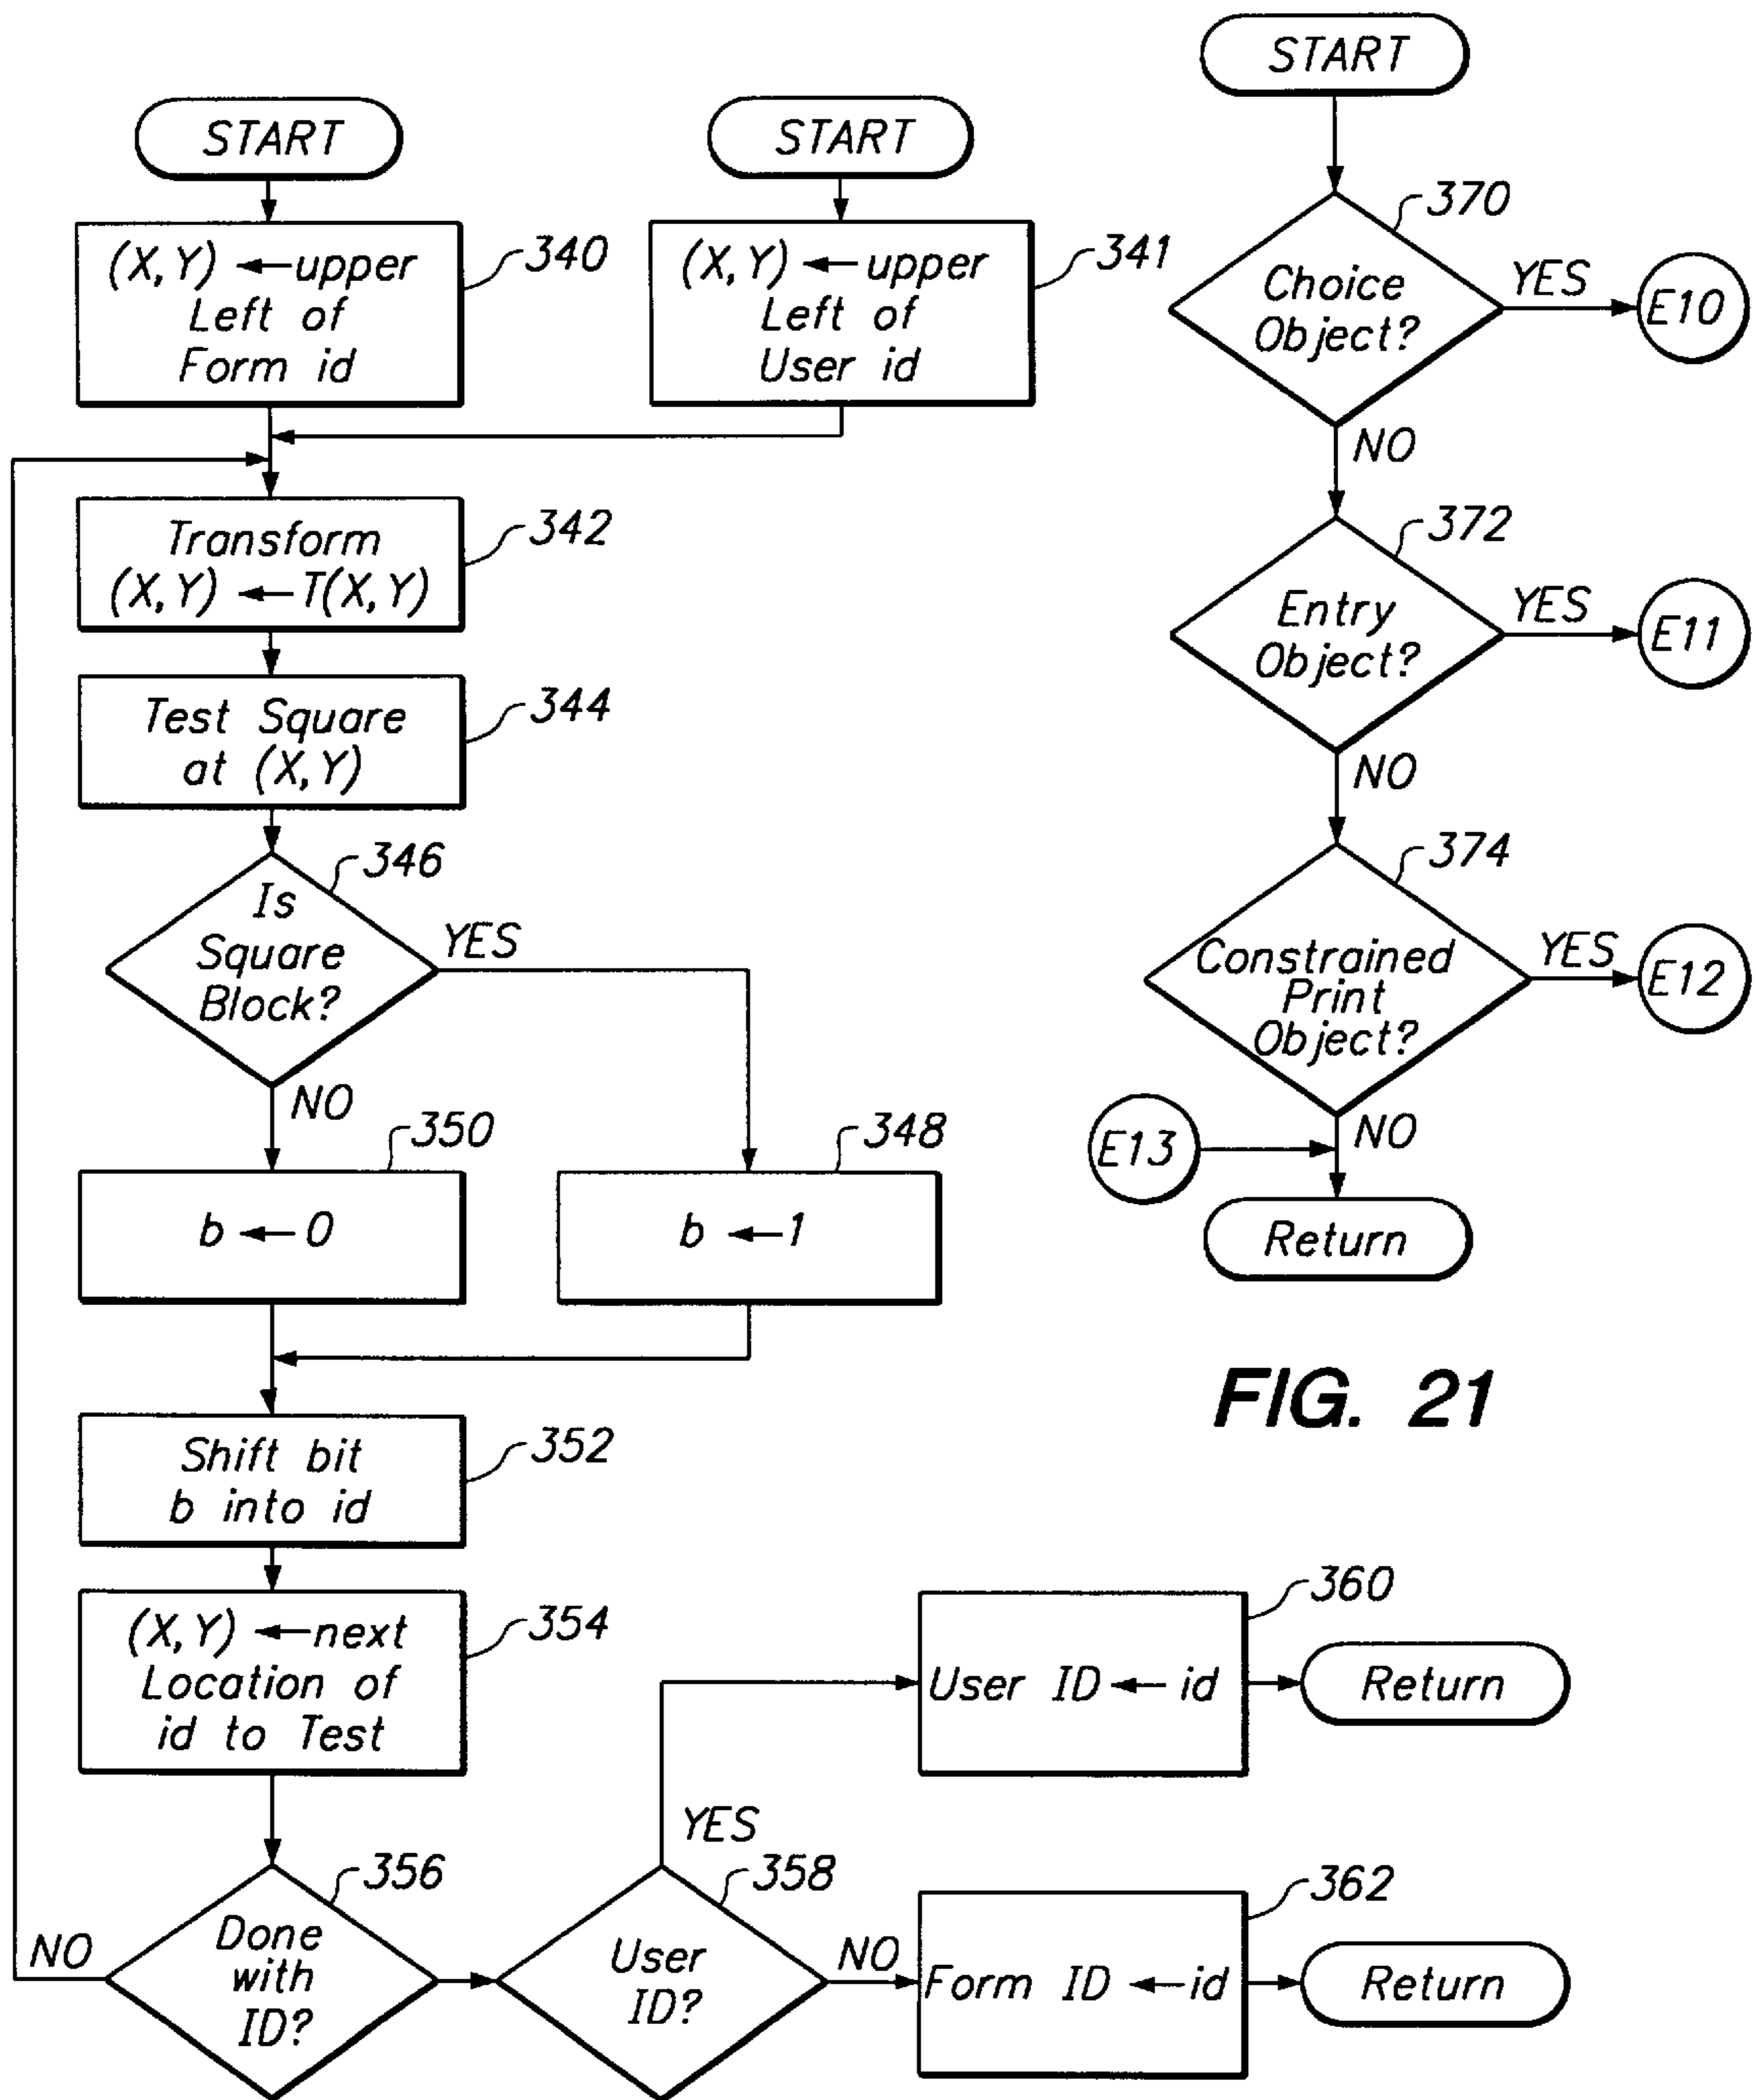 START
(X,Y) ←upper
Left of
Form id
340
START
(X,Y) ←upper
Left of
User id
341
Transform
(X,Y) ←T(X,Y)
342
Test Square
at (X,Y)
344
Is
Square
Block?
346
YES
NO
350
b ←0
348
b ←1
Shift bit
b into id
352
(X,Y) ←next
Location of
id to Test
354
Done
with
ID?
356
NO
User
ID?
358
YES
NO
User ID← id
360
Return
Form ID ←id
362
Return
START
Choice
Object?
370
YES
E10
NO
Entry
Object?
372
YES
E11
NO
Constrained
Print
Object?
374
YES
E12
NO
E13
Return
FIG. 21